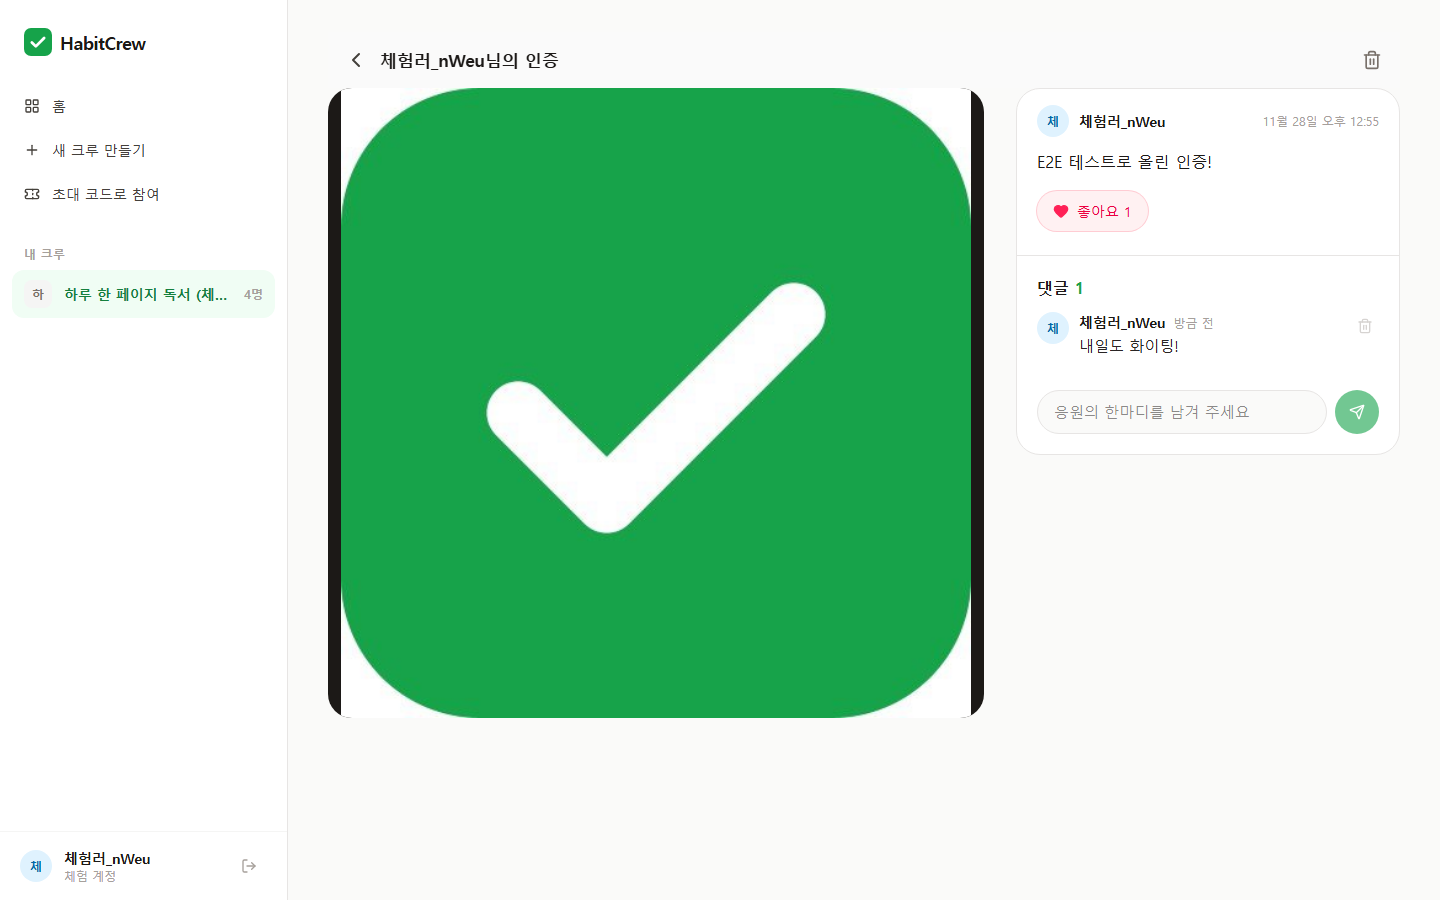 HabitCrew
홈
새 크루 만들기
초대 코드로 참여
내 크루
하 하루 한 페이지 독서 (체... 4명
체 체험러_nWeu
체험 계정
체험러_nWeu님의 인증
체 체험러_nWeu 11월 28일 오후 12:55
E2E 테스트로 올린 인증!
좋아요 1
댓글 1
체 체험러_nWeu 방금 전
내일도 화이팅!
응원의 한마디를 남겨 주세요